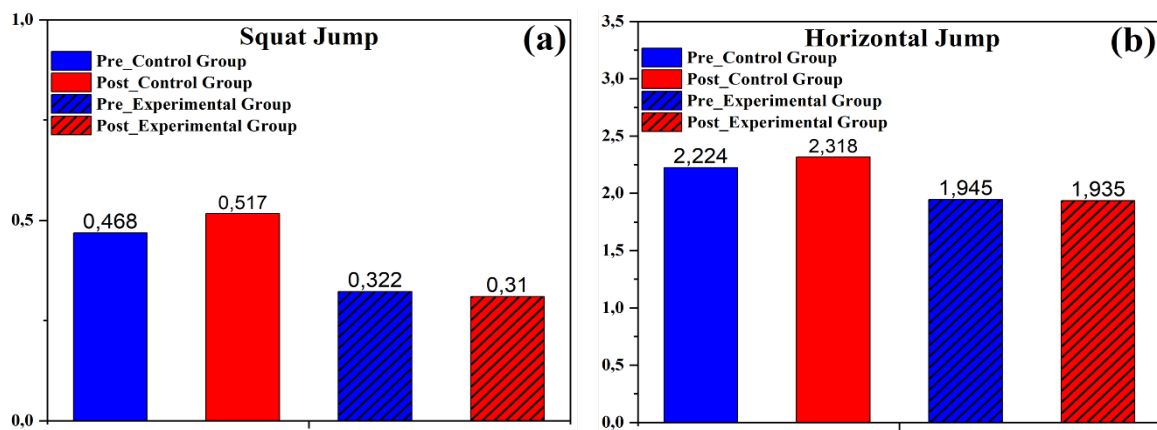 Squat Jump
(a)
Pre_Control Group
Post_Control Group
Pre_Experimental Group
Post_Experimental Group
1,0
0,5
0,0
0,468
0,517
0,322
0,31
Horizontal Jump
(b)
Pre_Control Group
Post_Control Group
Pre_Experimental Group
Post_Experimental Group
3,5
3,0
2,5
2,0
1,5
1,0
0,5
0,0
2,224
2,318
1,945
1,935